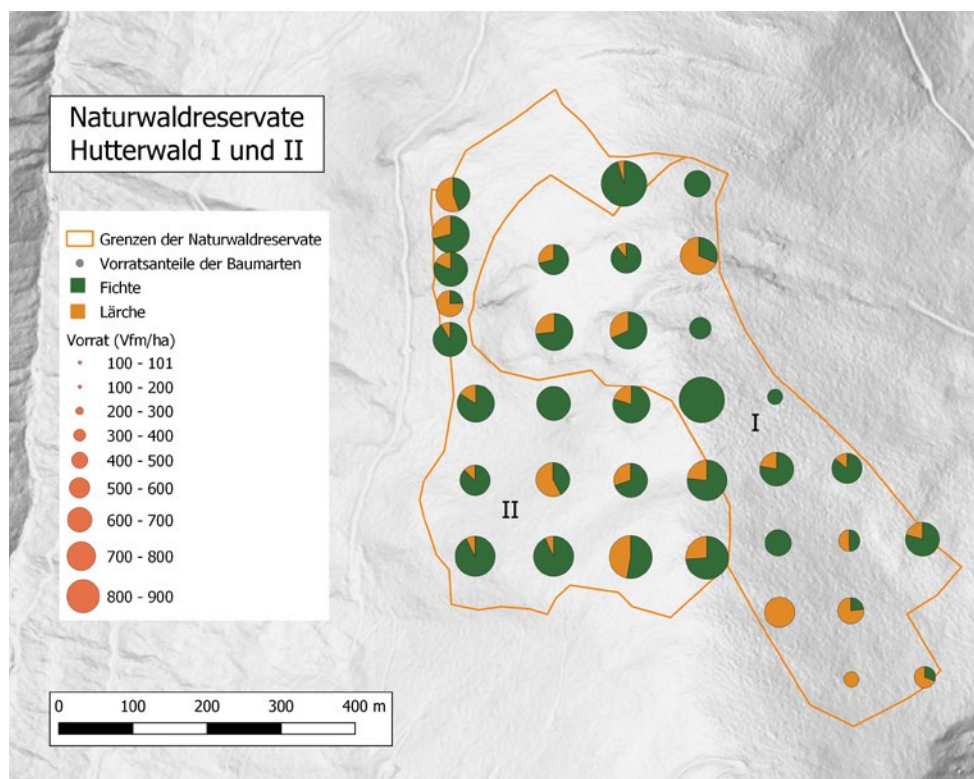 Naturwaldreservate
Hutterwald I und II
Grenzen der Naturwaldreservate
Vorratsanteile der Baumarten
Fichte
Lärche
Vorrat (Vfm/ha)
100 - 101
100 - 200
200 - 300
300 - 400
400 - 500
500 - 600
600 - 700
700 - 800
800 - 900
I
II
0 100 200 300 400 m